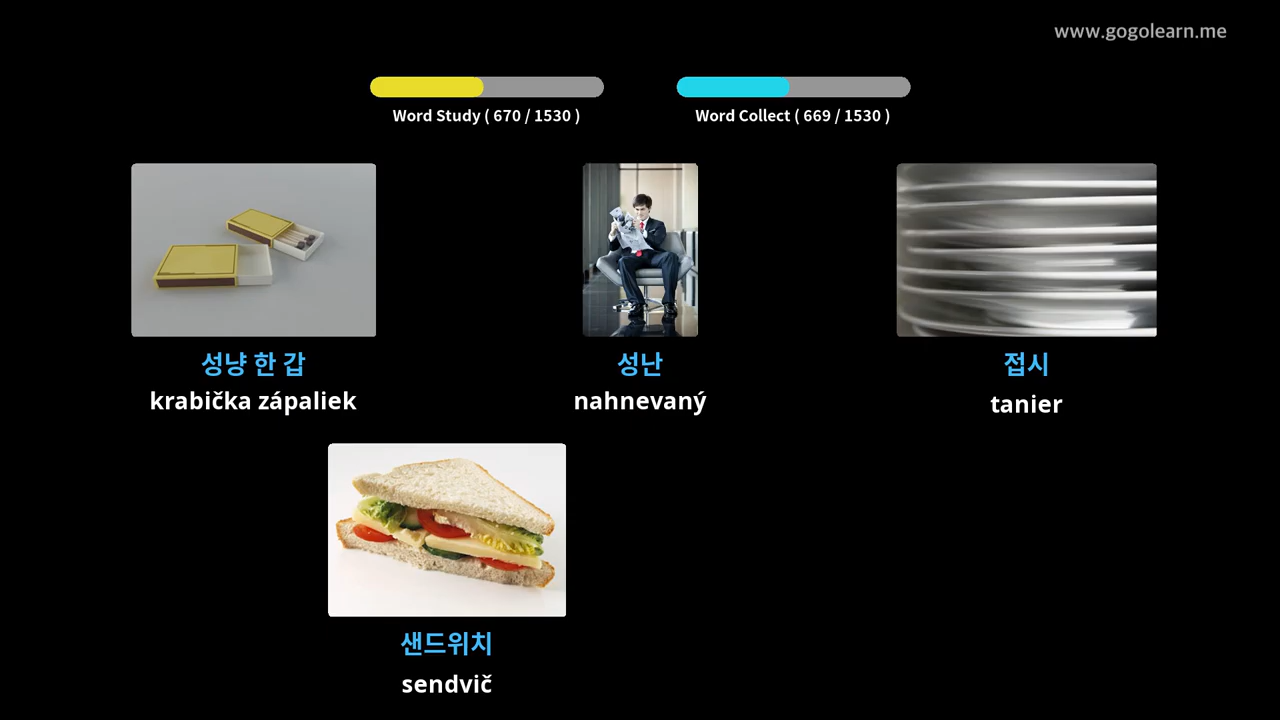 www.gogolearn.me
Word Study ( 670 / 1530 )
Word Collect ( 669 / 1530 )
성냥 한 갑
krabička zápaliek
성난
nahnevaný
접시
tanier
샌드위치
sendvič